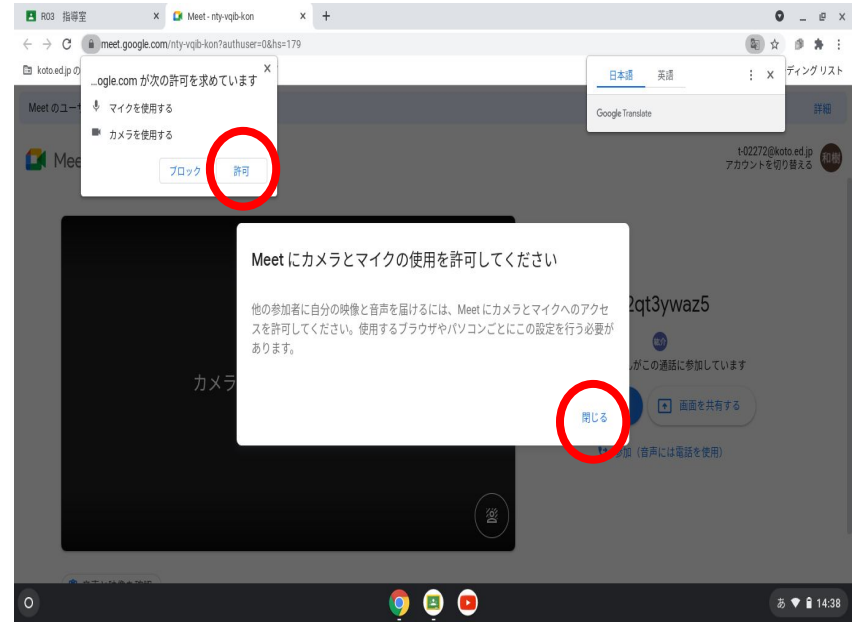 R03 指導室
Meet - nty-vqib-kon
meet.google.com/nty-vqib-kon?authuser=0&hs=179
koto.ed.jp の
ディングリスト
...ogle.com が次の許可を求めています
マイクを使用する
カメラを使用する
ブロック
許可
日本語 英語
Google Translate
Meet のユーザ
詳細
Mee
t-02272@koto.ed.jp
アカウントを切り替える
和樹
Meet にカメラとマイクの使用を許可してください
他の参加者に自分の映像と音声を届けるには、Meet にカメラとマイクへのアクセ
スを許可してください。使用するブラウザやパソコンごとにこの設定を行う必要が
あります。
閉じる
カメラ
2qt3ywaz5
がこの通話に参加しています
画面を共有する
参加（音声には電話を使用）
あ
14:38